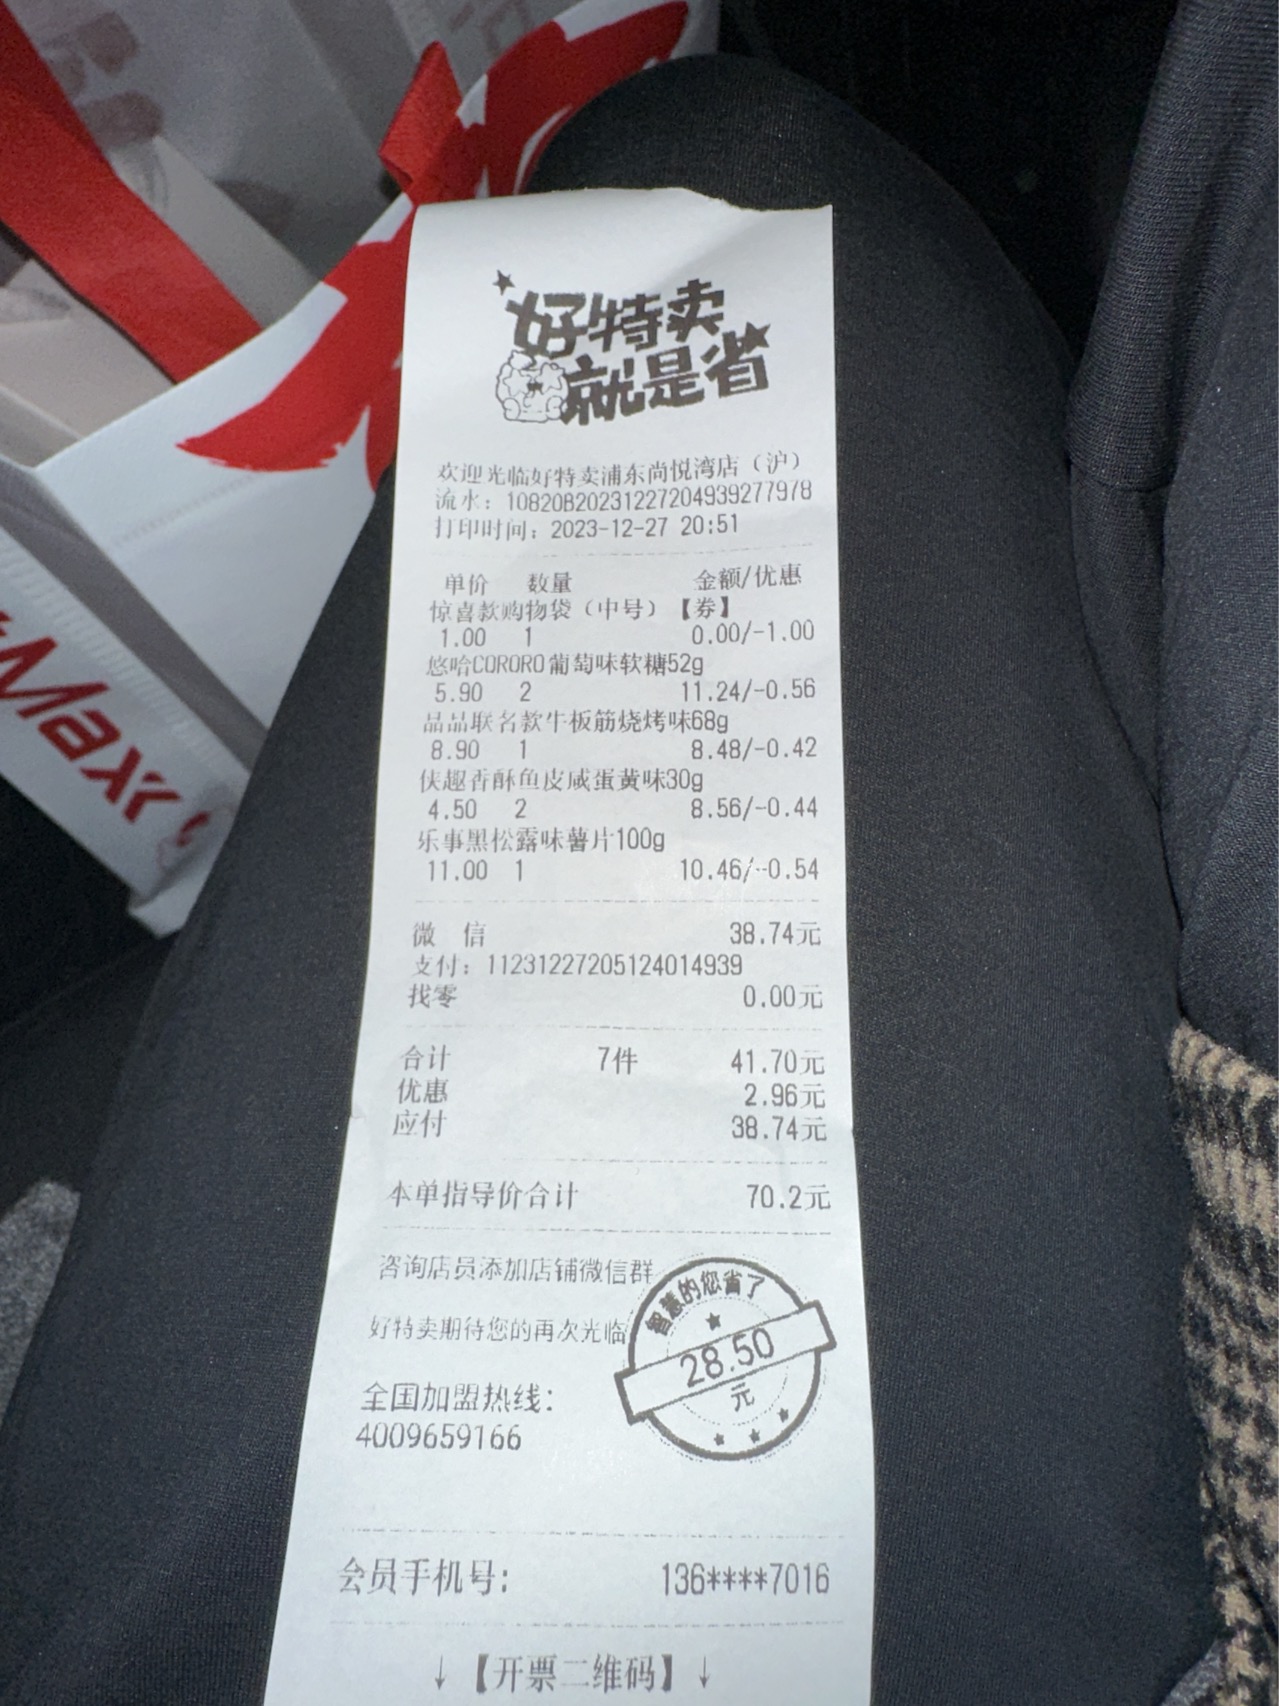 好特卖
就是省
欢迎光临好特卖浦东尚悦湾店（沪）
流水：10820B20231227204939277978
打印时间：2023-12-27 20:51
单价 数量 金额/优惠
惊喜款购物袋（中号）【券】
1.00 1 0.00/-1.00
悠哈CORORO葡萄味软糖52g
5.90 2 11.24/-0.56
品品联名款牛板筋烧烤味68g
8.90 1 8.48/-0.42
侠趣香酥鱼皮咸蛋黄味30g
4.50 2 8.56/-0.44
乐事黑松露味薯片100g
11.00 1 10.46/-0.54
微 信 38.74元
支付：11231227205124014939
找零 0.00元
合计 7件 41.70元
优惠 2.96元
应付 38.74元
本单指导价合计 70.2元
咨询店员添加店铺微信群
好特卖期待您的再次光临
智慧的您省了
28.50
元
全国加盟热线：
4009659166
会员手机号： 136****7016
↓【开票二维码】↓
Max